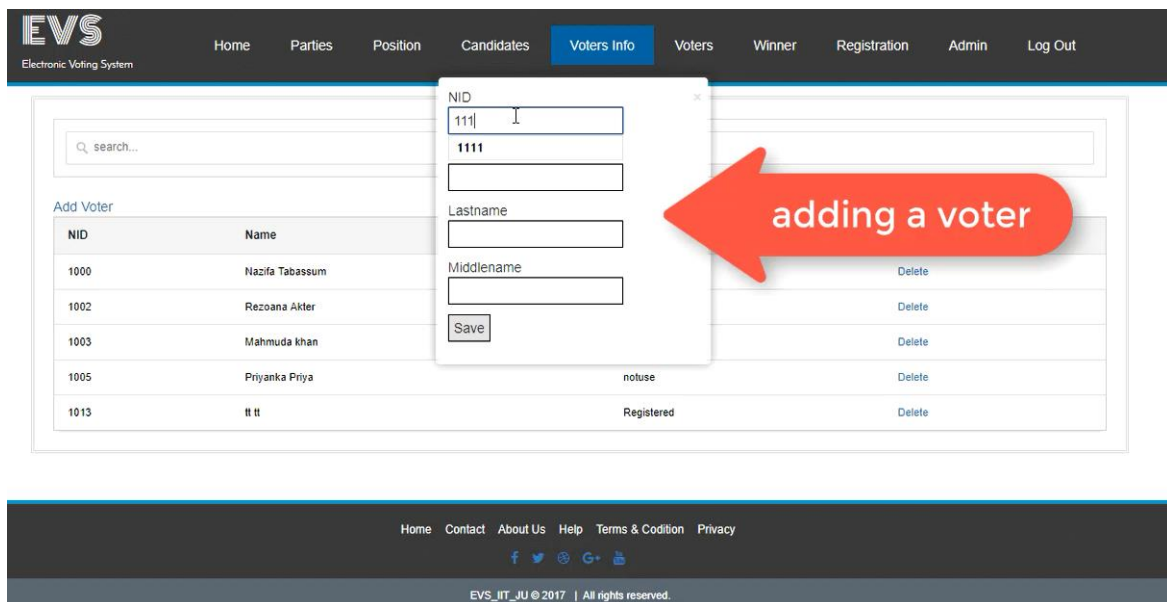 EVS
Electronic Voting System
Home Parties Position Candidates Voters Info Voters Winner Registration Admin Log Out
NID
×
111
1111
search...
Lastname
adding a voter
Middlename
Save
Add Voter
NID Name
1000 Nazifa Tabassum Delete
1002 Rezoana Akter Delete
1003 Mahmuda khan Delete
1005 Priyanka Priya notuse Delete
1013 tt tt Registered Delete
Home Contact About Us Help Terms & Codition Privacy
EVS_IIT_JU © 2017 | All rights reserved.